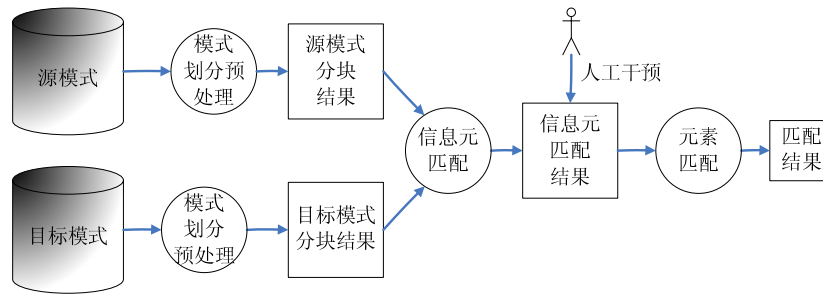 源模式
模式
划分预
处理
源模式
分块
结果
人工干预
信息元
匹配
信息元
匹配
结果
元素
匹配
匹配
结果
目标模式
模式
划分
预处理
目标模式
分块结果